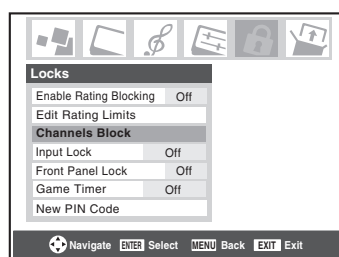 Locks
Enable Rating Blocking Off
Edit Rating Limits
Channels Block
Input Lock Off
Front Panel Lock Off
Game Timer Off
New PIN Code
Navigate ENTER Select MENU Back EXIT Exit